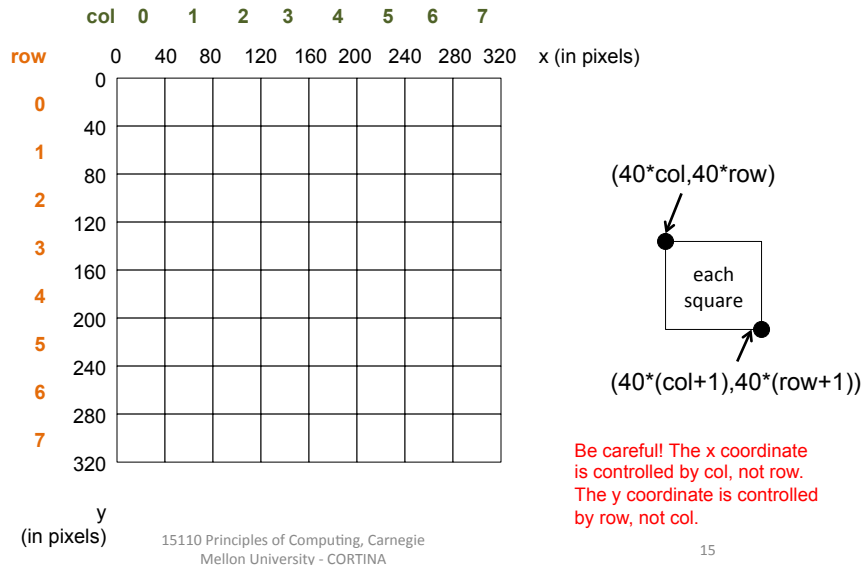 col 0 1 2 3 4 5 6 7
row 0 40 80 120 160 200 240 280 320 x (in pixels)
0
0
40
1
80
2
120
3
160
4
200
5
240
6
280
7
320
y
(in pixels)
(40*col,40*row)
each
square
(40*(col+1),40*(row+1))
Be careful! The x coordinate
is controlled by col, not row.
The y coordinate is controlled
by row, not col.
15110 Principles of Computing, Carnegie
Mellon University - CORTINA
15